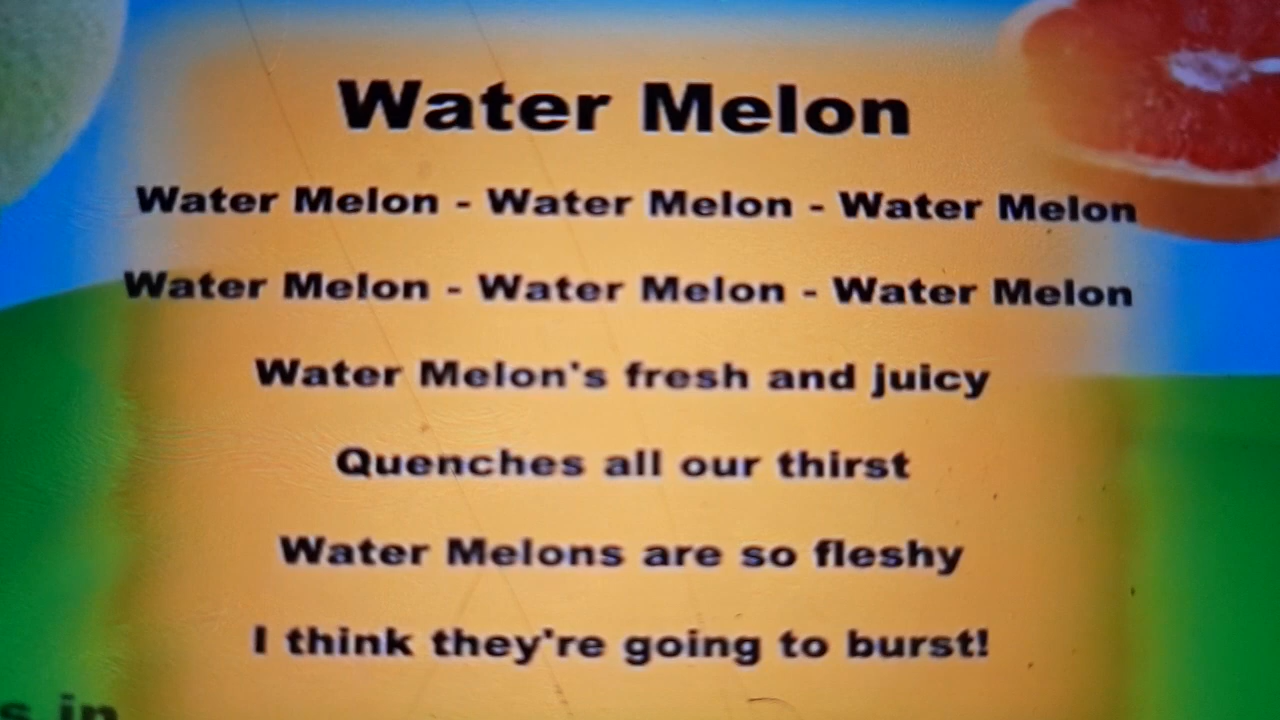 Water Melon
Water Melon - Water Melon - Water Melon
Water Melon - Water Melon - Water Melon
Water Melon's fresh and juicy
Quenches all our thirst
Water Melons are so fleshy
I think they're going to burst!
s in